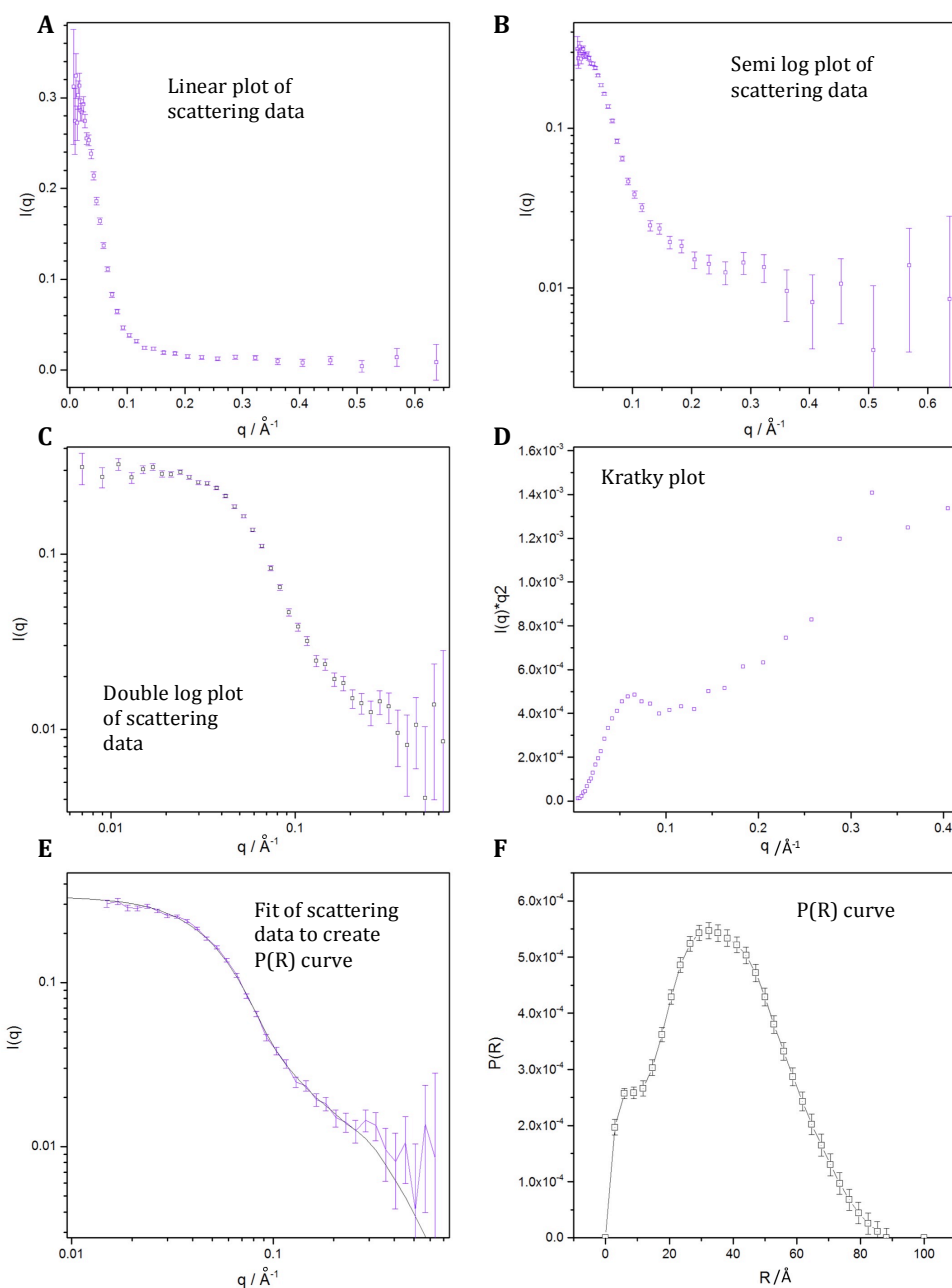 A
Linear plot of
scattering data
I(q)
0.3
0.2
0.1
0.0
0.0 0.1 0.2 0.3 0.4 0.5 0.6
q / Å⁻¹
B
Semi log plot of
scattering data
I(q)
0.1
0.01
0.1 0.2 0.3 0.4 0.5 0.6
q / Å⁻¹
C
Double log plot
of scattering
data
I(q)
0.1
0.01
0.01 0.1
q / Å⁻¹
D
Kratky plot
I(q)*q2
1.6x10⁻³
1.4x10⁻³
1.2x10⁻³
1.0x10⁻³
8.0x10⁻⁴
6.0x10⁻⁴
4.0x10⁻⁴
2.0x10⁻⁴
0.0
0.0 0.1 0.2 0.3 0.4
q /Å⁻¹
E
Fit of scattering
data to create
P(R) curve
I(q)
0.1
0.01
0.01 0.1
q / Å⁻¹
F
P(R) curve
P(R)
6.0x10⁻⁴
5.0x10⁻⁴
4.0x10⁻⁴
3.0x10⁻⁴
2.0x10⁻⁴
1.0x10⁻⁴
0.0
0 20 40 60 80 100
R /Å